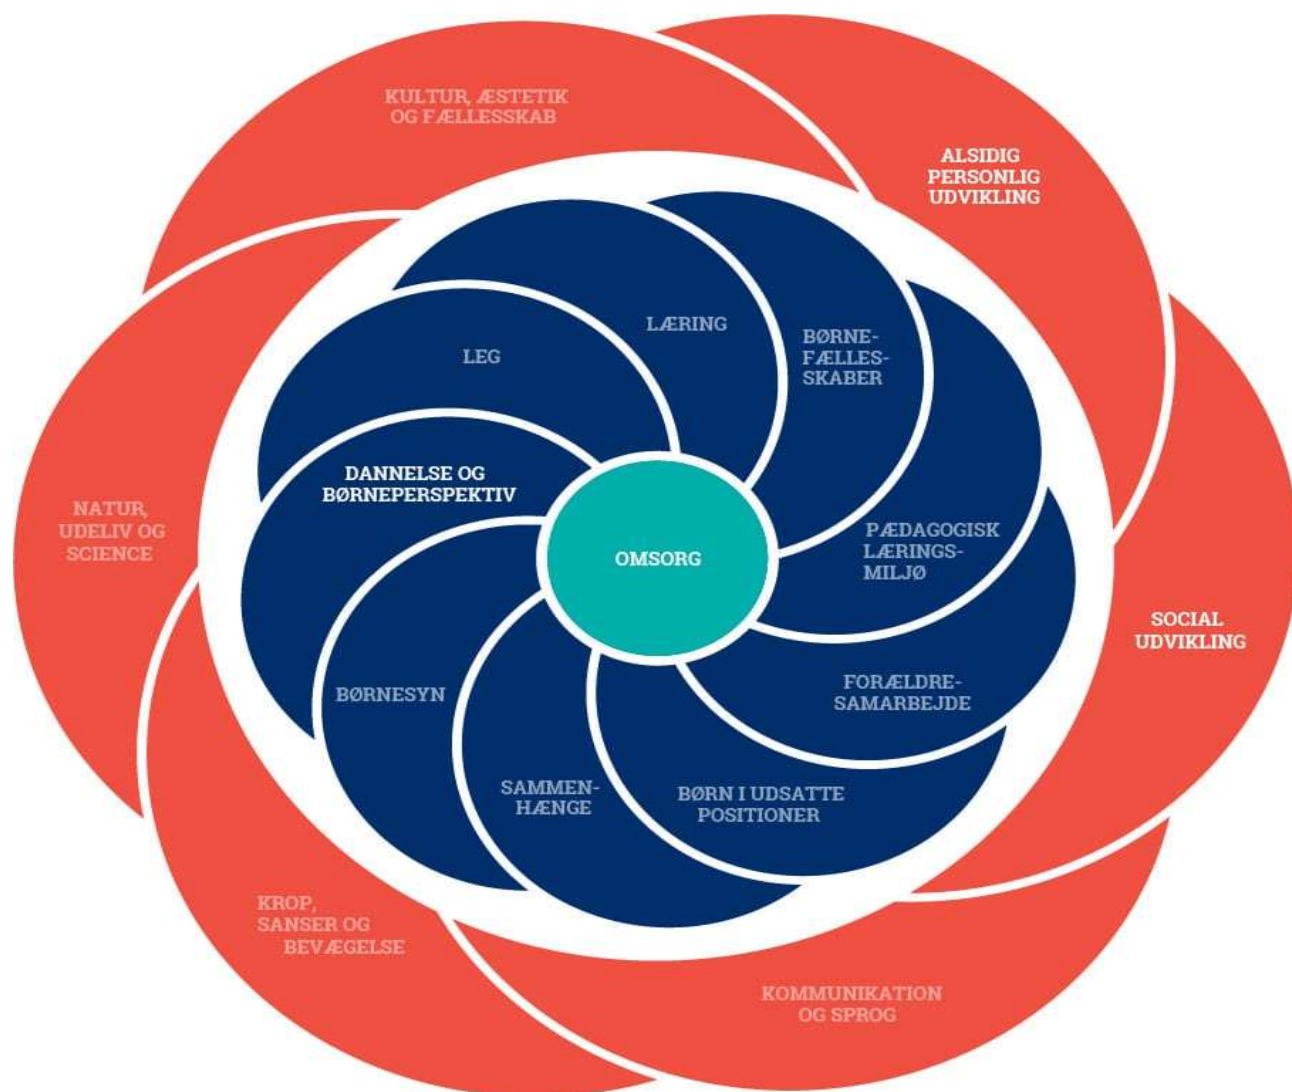 KULTUR, ÆSTETIK
OG FÆLLESSKAB
ALSIDIG
PERSONLIG
UDVIKLING
LÆRING
BØRNE-
FÆLLES-
SKABER
LEG
DANNELSE OG
BØRNEPERSPEKTIV
NATUR,
UDELIV OG
SCIENCE
OMSORG
PÆDAGOGISK
LÆRINGS-
MILJØ
SOCIAL
UDVIKLING
BØRNESYN
FORÆLDRE-
SAMARBEJDE
SAMMEN-
HÆNGE
BØRN I UDSATTE
POSITIONER
KROP,
SANSER OG
BEVÆGELSE
KOMMUNIKATION
OG SPROG